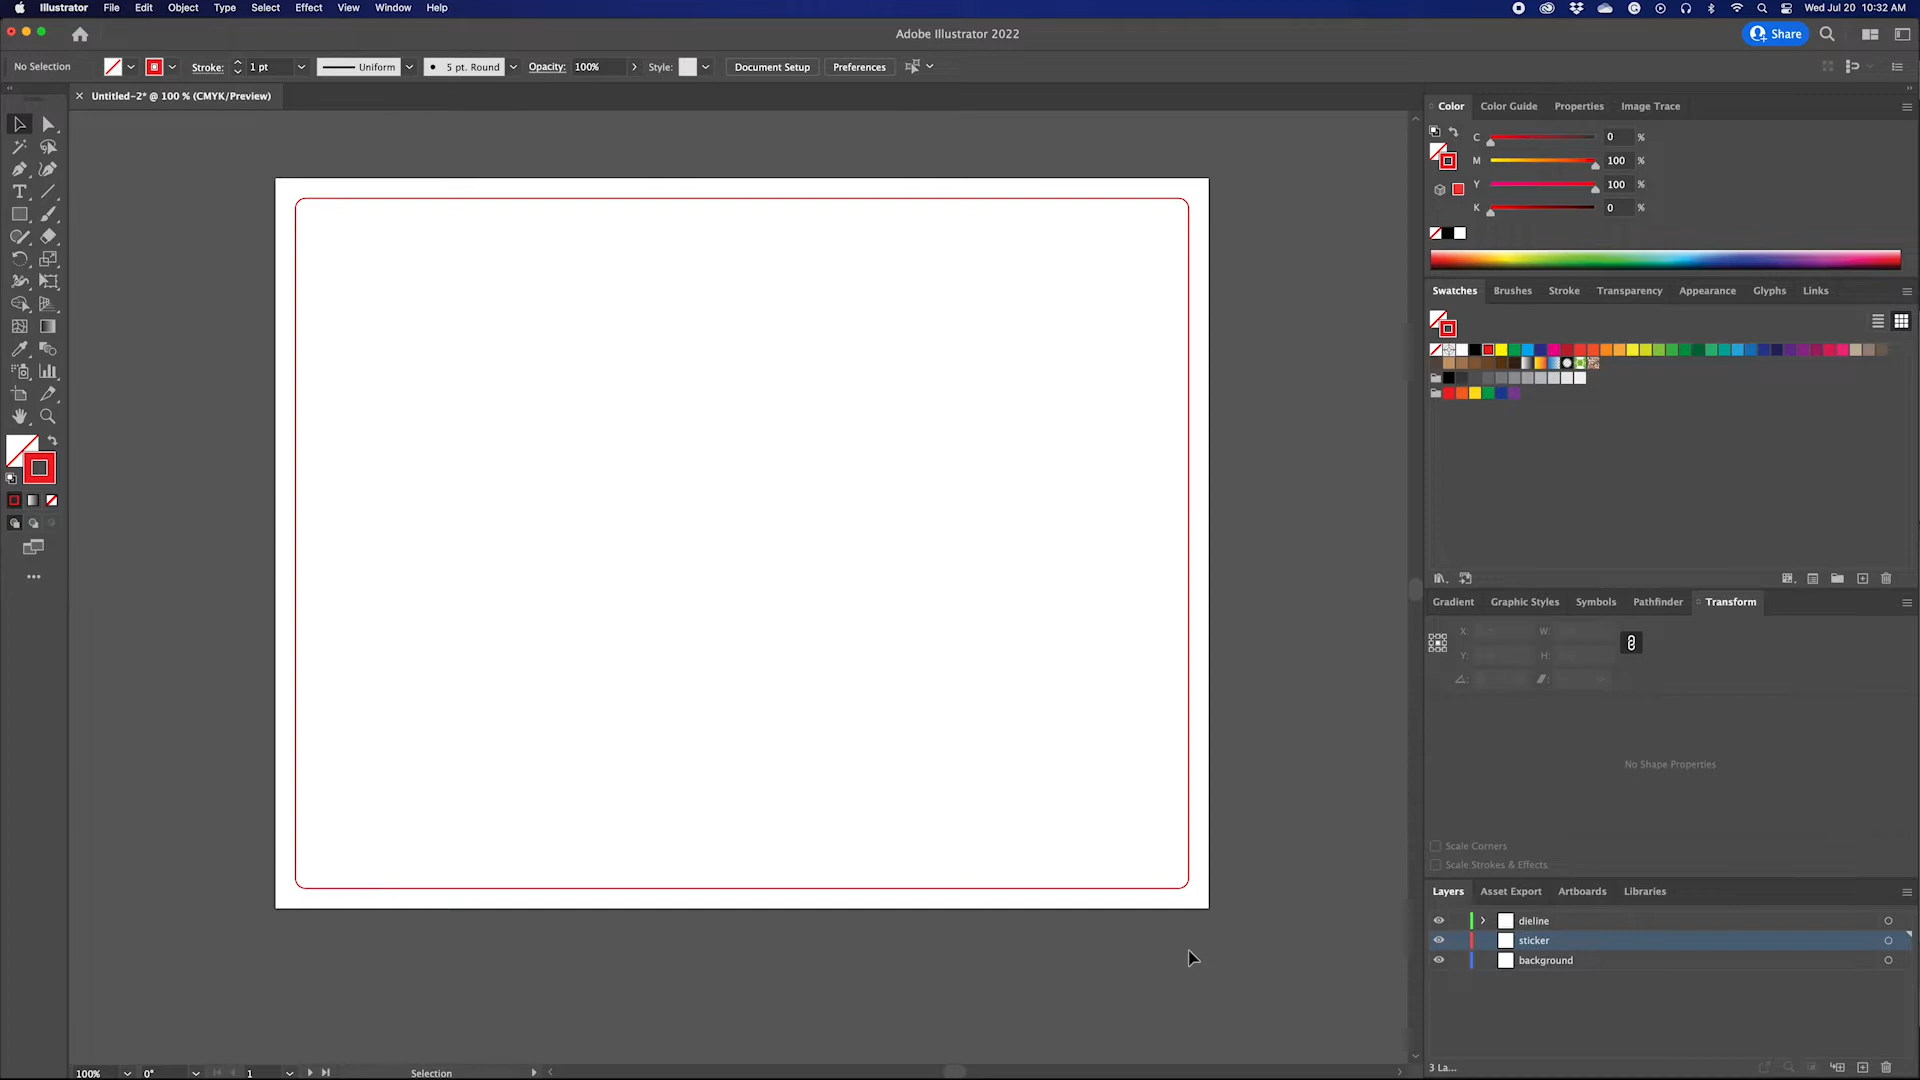 Illustrator File Edit Object Type Select Effect View Window Help Wed Jul 20 10:32 AM
Adobe Illustrator 2022 Share
No Selection Stroke: 1 pt Uniform 5 pt. Round Opacity: 100% Style: Document Setup Preferences
Untitled-2* @ 100 % (CMYK/Preview)
Color Color Guide Properties Image Trace
C 0 %
M 100 %
Y 100 %
K 0 %
Swatches Brushes Stroke Transparency Appearance Glyphs Links
Gradient Graphic Styles Symbols Pathfinder Transform
X: W:
Y: H:
No Shape Properties
Scale Corners
Scale Strokes & Effects
Layers Asset Export Artboards Libraries
dieline
sticker
background
3 La...
100% 0° 1 Selection